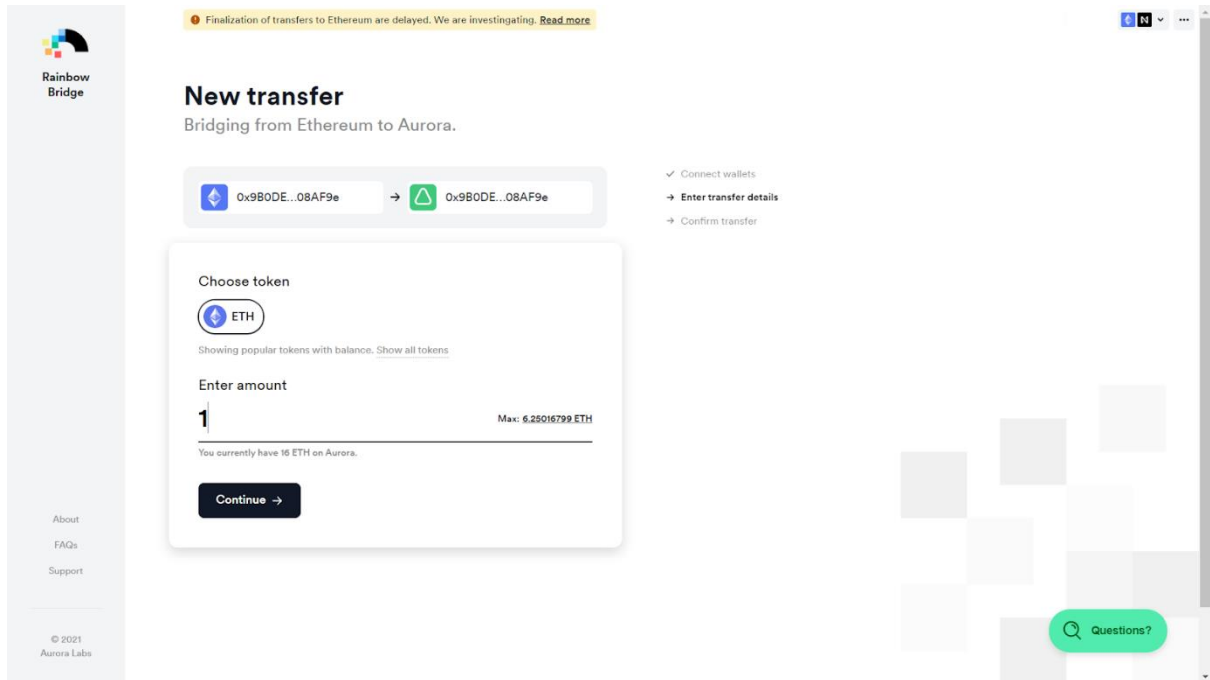 Finalization of transfers to Ethereum are delayed. We are investingating. Read more
Rainbow
Bridge
New transfer
Bridging from Ethereum to Aurora.
0x9B0DE...08AF9e → 0x9B0DE...08AF9e
✓ Connect wallets
→ Enter transfer details
→ Confirm transfer
Choose token
ETH
Showing popular tokens with balance. Show all tokens
Enter amount
1
Max: 6.25016799 ETH
You currently have 16 ETH on Aurora.
Continue →
About
FAQs
Support
© 2021
Aurora Labs
Questions?